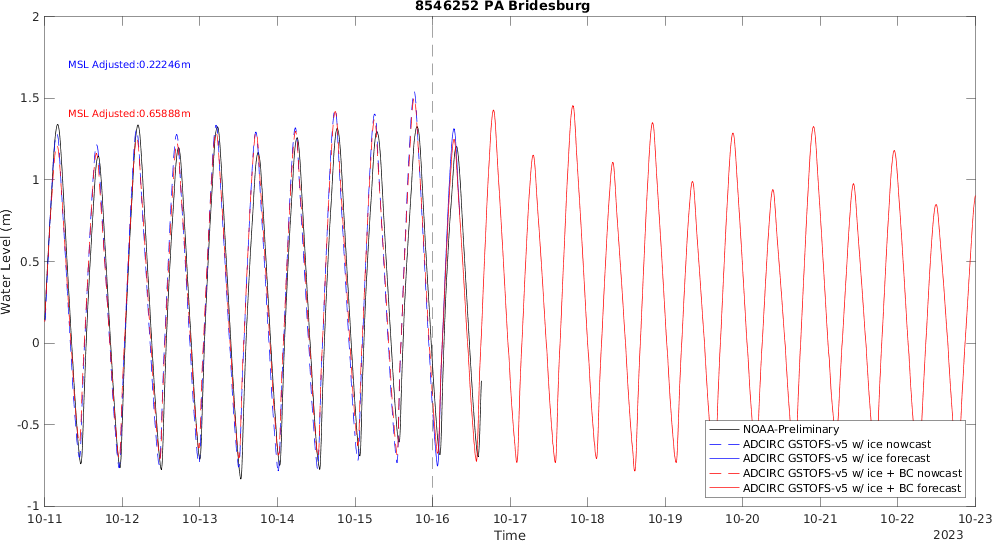 8546252 PA Bridesburg
2
MSL Adjusted:0.22246m
1.5
MSL Adjusted:0.65888m
1
Water Level (m)
0.5
0
-0.5
-1
NOAA-Preliminary
ADCIRC GSTOFS-v5 w/ ice nowcast
ADCIRC GSTOFS-v5 w/ ice forecast
ADCIRC GSTOFS-v5 w/ ice + BC nowcast
ADCIRC GSTOFS-v5 w/ ice + BC forecast
10-11 10-12 10-13 10-14 10-15 10-16 10-17 10-18 10-19 10-20 10-21 10-22 10-23
Time
2023